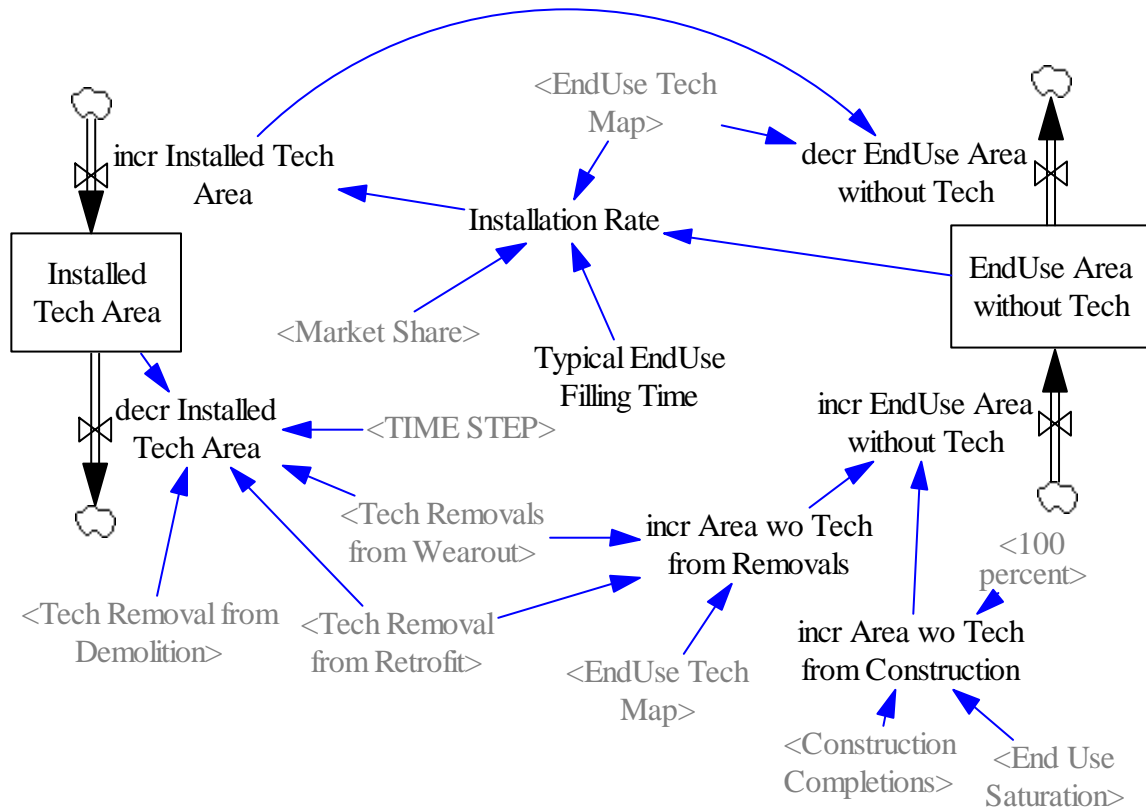 <EndUse Tech
Map>
incr Installed Tech
Area
decr EndUse Area
without Tech
Installation Rate
Installed
Tech Area
EndUse Area
without Tech
<Market Share>
Typical EndUse
Filling Time
decr Installed
Tech Area
<TIME STEP>
incr EndUse Area
without Tech
<Tech Removals
from Wearout>
incr Area wo Tech
from Removals
<100
percent>
<Tech Removal from
Demolition>
<Tech Removal
from Retrofit>
<EndUse Tech
Map>
incr Area wo Tech
from Construction
<Construction
Completions>
<End Use
Saturation>